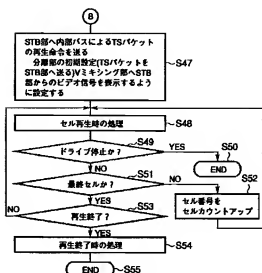 B
STB部へ内部バスによるTSパケット
の再生命令を送る
分離部の初期設定(TSパケットを
STB部へ送る)Vミキシング部へSTB
部からのビデオ信号を表示するよう
に設定する
S47
セル再生時の処理
S48
ドライブ停止か?
S49
YES
S50
END
NO
最終セルか?
S51
NO
S52
セル番号を
セルカウントアップ
YES
再生終了?
S53
NO
YES
再生終了時の処理
S54
END
S55